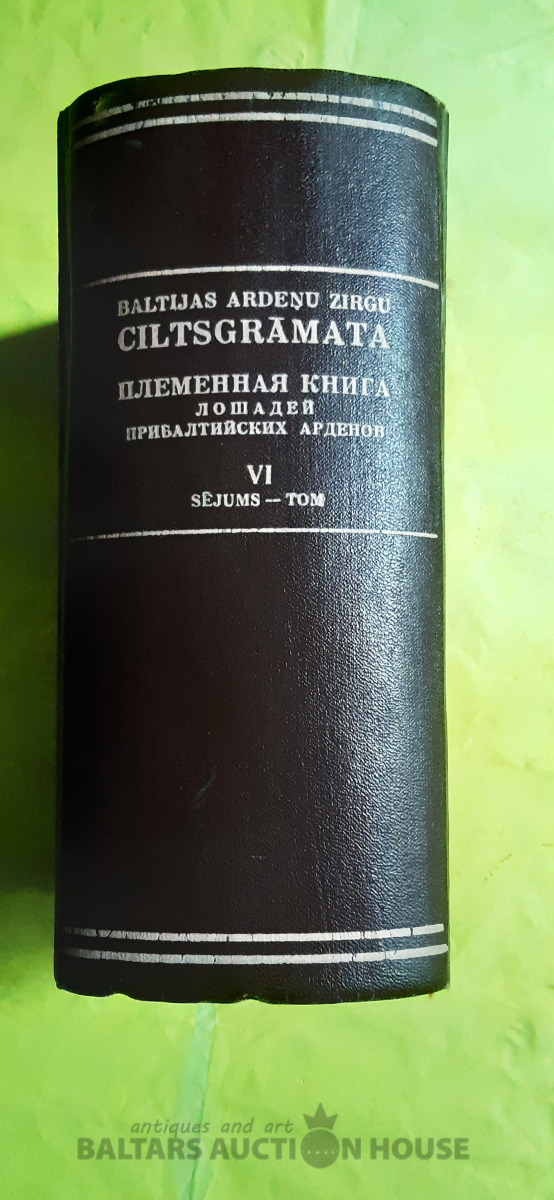 BALTIJAS ARDEŅU ZIRGU
CILTSGRĀMATA
ПЛЕМЕННАЯ КНИГА
ЛОШАДЕЙ
ПРИБАЛТИЙСКИХ АРДЕНОВ
VI
SĒJUMS — ТОМ
antiques and art
BALTARS AUCTION HOUSE